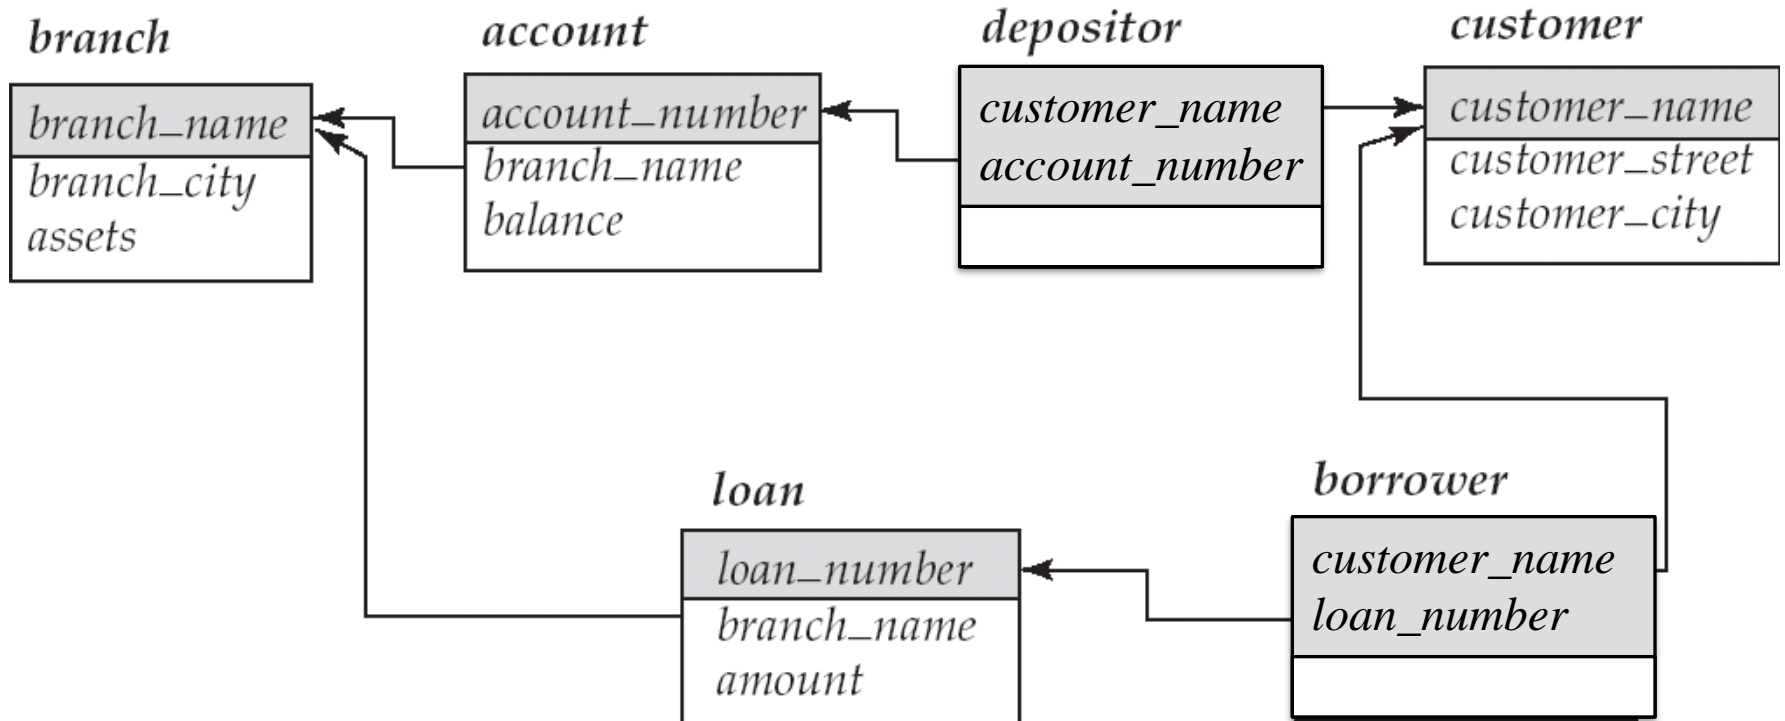 branch
branch_name
branch_city
assets
account
account_number
branch_name
balance
depositor
customer_name
account_number
customer
customer_name
customer_street
customer_city
loan
loan_number
branch_name
amount
borrower
customer_name
loan_number